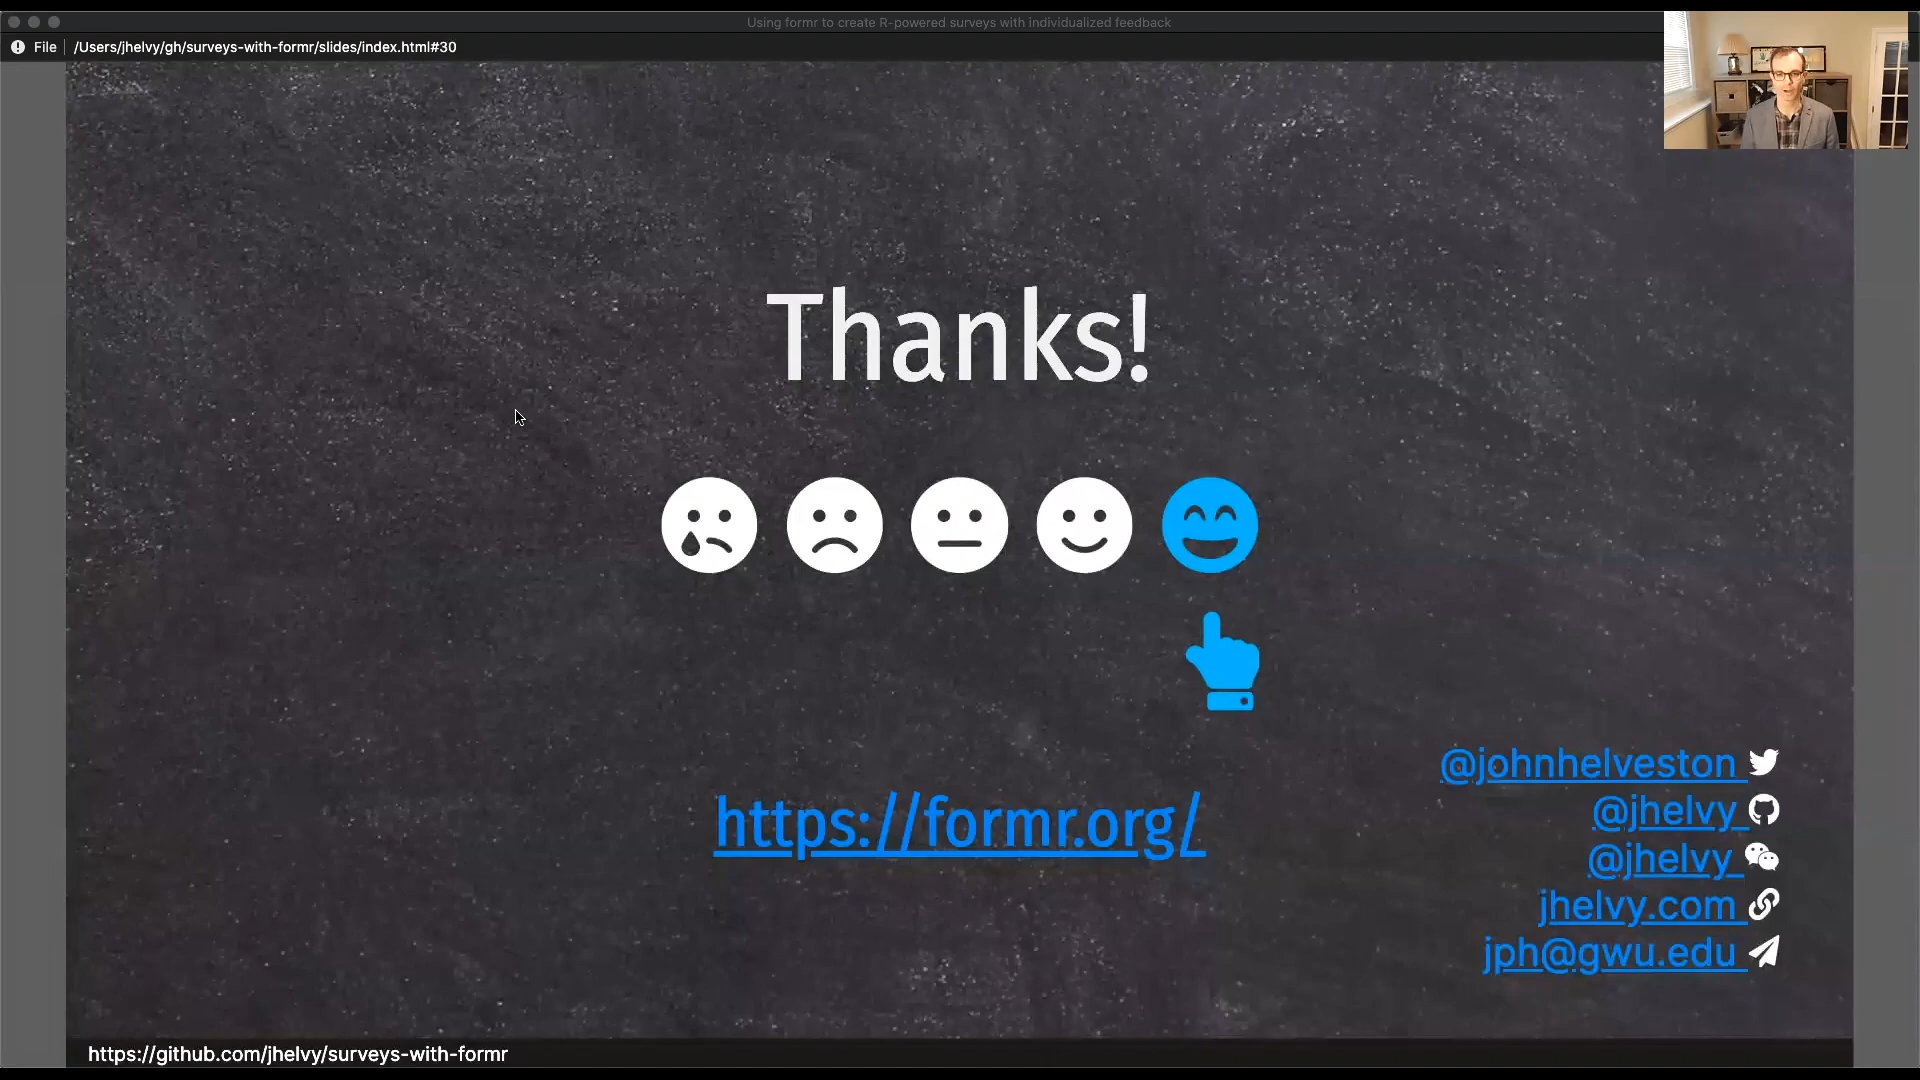 Using formr to create R-powered surveys with individualized feedback
File
/Users/jhelvy/gh/surveys-with-formr/slides/index.html#30
Thanks!
https://formr.org/
@johnhelveston
@jhelvy
@jhelvy
jhelvy.com
jph@gwu.edu
https://github.com/jhelvy/surveys-with-formr